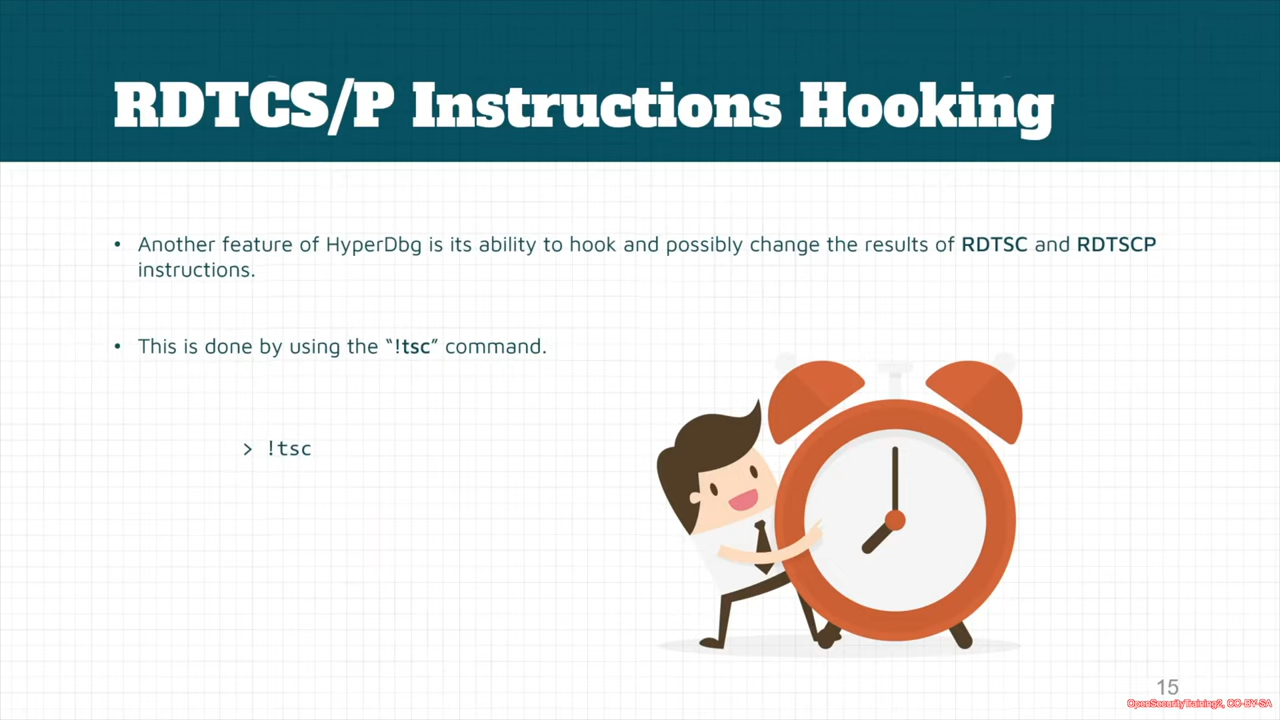 RDTCS/P Instructions Hooking
• Another feature of HyperDbg is its ability to hook and possibly change the results of RDTSC and RDTSCP
instructions.
• This is done by using the “!tsc” command.
> !tsc
15
OpenSecurityTraining2, CC-BY-SA